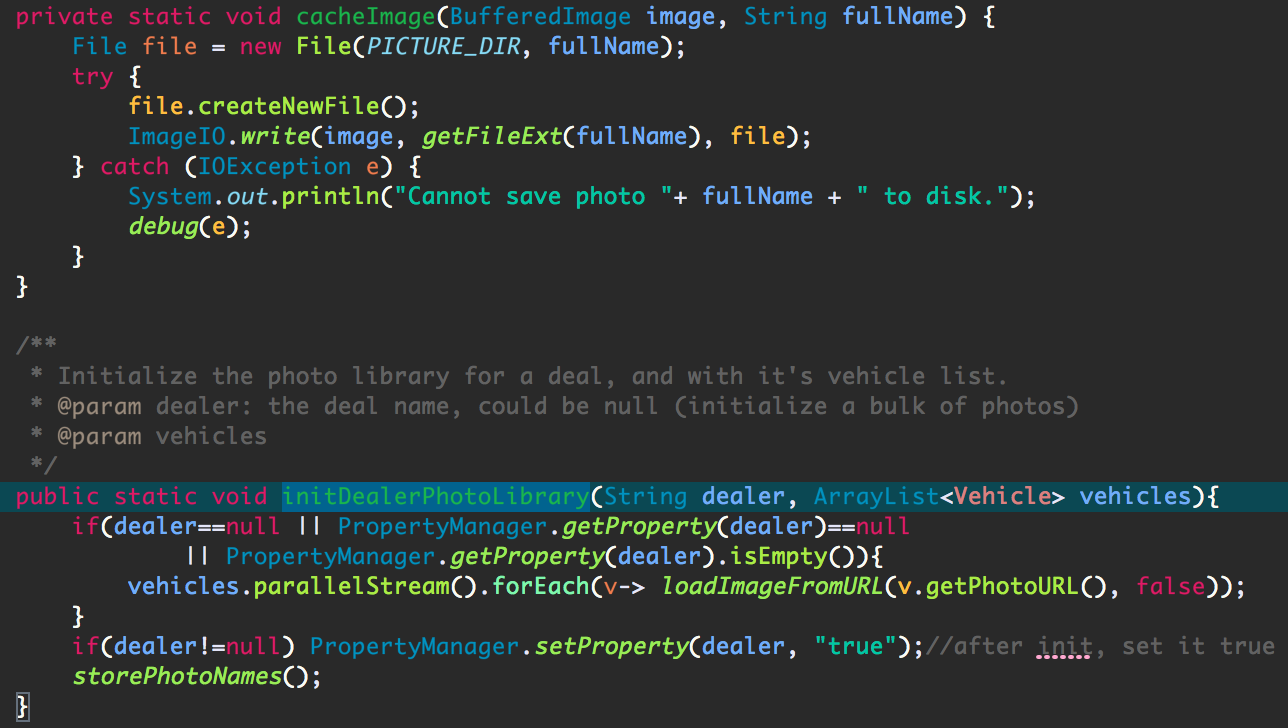 private static void cacheImage(BufferedImage image, String fullName) {
    File file = new File(PICTURE_DIR, fullName);
    try {
        file.createNewFile();
        ImageIO.write(image, getFileExt(fullName), file);
    } catch (IOException e) {
        System.out.println("Cannot save photo "+ fullName + " to disk.");
        debug(e);
    }
}

/**
 * Initialize the photo library for a deal, and with it's vehicle list.
 * @param dealer: the deal name, could be null (initialize a bulk of photos)
 * @param vehicles
 */
public static void initDealerPhotoLibrary(String dealer, ArrayList<Vehicle> vehicles){
    if(dealer==null || PropertyManager.getProperty(dealer)==null
            || PropertyManager.getProperty(dealer).isEmpty()){
        vehicles.parallelStream().forEach(v-> loadImageFromURL(v.getPhotoURL(), false));
    }
    if(dealer!=null) PropertyManager.setProperty(dealer, "true");//after init, set it true
    storePhotoNames();
}